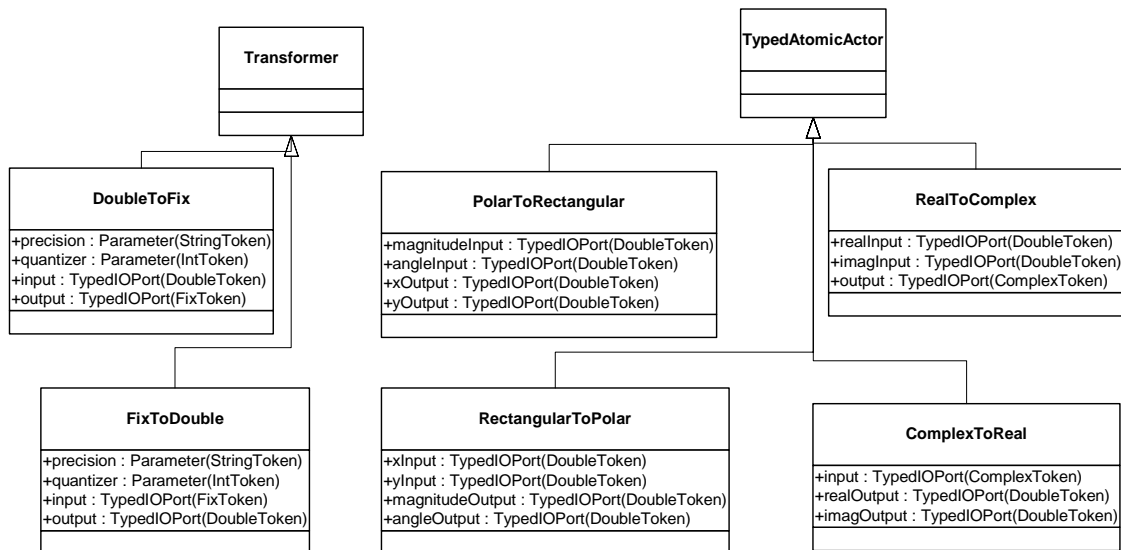 Transformer
TypedAtomicActor
DoubleToFix
+precision : Parameter(StringToken)
+quantizer : Parameter(IntToken)
+input : TypedIOPort(DoubleToken)
+output : TypedIOPort(FixToken)
PolarToRectangular
+magnitudeInput : TypedIOPort(DoubleToken)
+angleInput : TypedIOPort(DoubleToken)
+xOutput : TypedIOPort(DoubleToken)
+yOutput : TypedIOPort(DoubleToken)
RealToComplex
+realInput : TypedIOPort(DoubleToken)
+imagInput : TypedIOPort(DoubleToken)
+output : TypedIOPort(ComplexToken)
FixToDouble
+precision : Parameter(StringToken)
+quantizer : Parameter(IntToken)
+input : TypedIOPort(FixToken)
+output : TypedIOPort(DoubleToken)
RectangularToPolar
+xInput : TypedIOPort(DoubleToken)
+yInput : TypedIOPort(DoubleToken)
+magnitudeOutput : TypedIOPort(DoubleToken)
+angleOutput : TypedIOPort(DoubleToken)
ComplexToReal
+input : TypedIOPort(ComplexToken)
+realOutput : TypedIOPort(DoubleToken)
+imagOutput : TypedIOPort(DoubleToken)